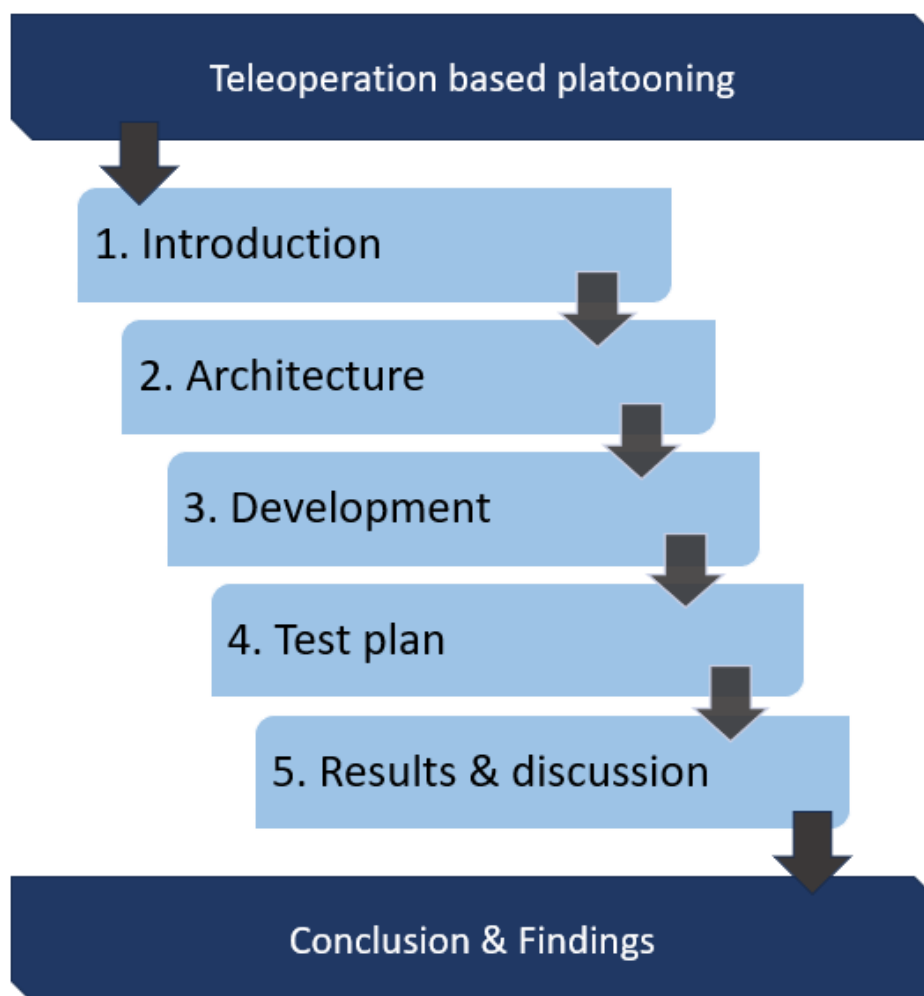 Teleoperation based platooning
1. Introduction
2. Architecture
3. Development
4. Test plan
5. Results & discussion
Conclusion & Findings